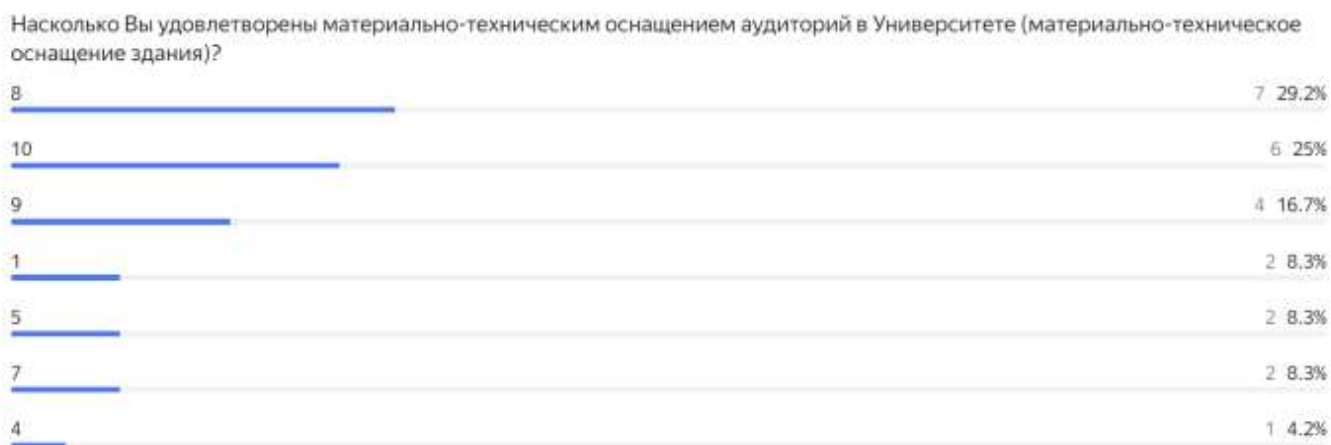 Насколько Вы удовлетворены материально-техническим оснащением аудиторий в Университете (материально-техническое
оснащение здания)?
8 7 29.2%
10 6 25%
9 4 16.7%
1 2 8.3%
5 2 8.3%
7 2 8.3%
4 1 4.2%